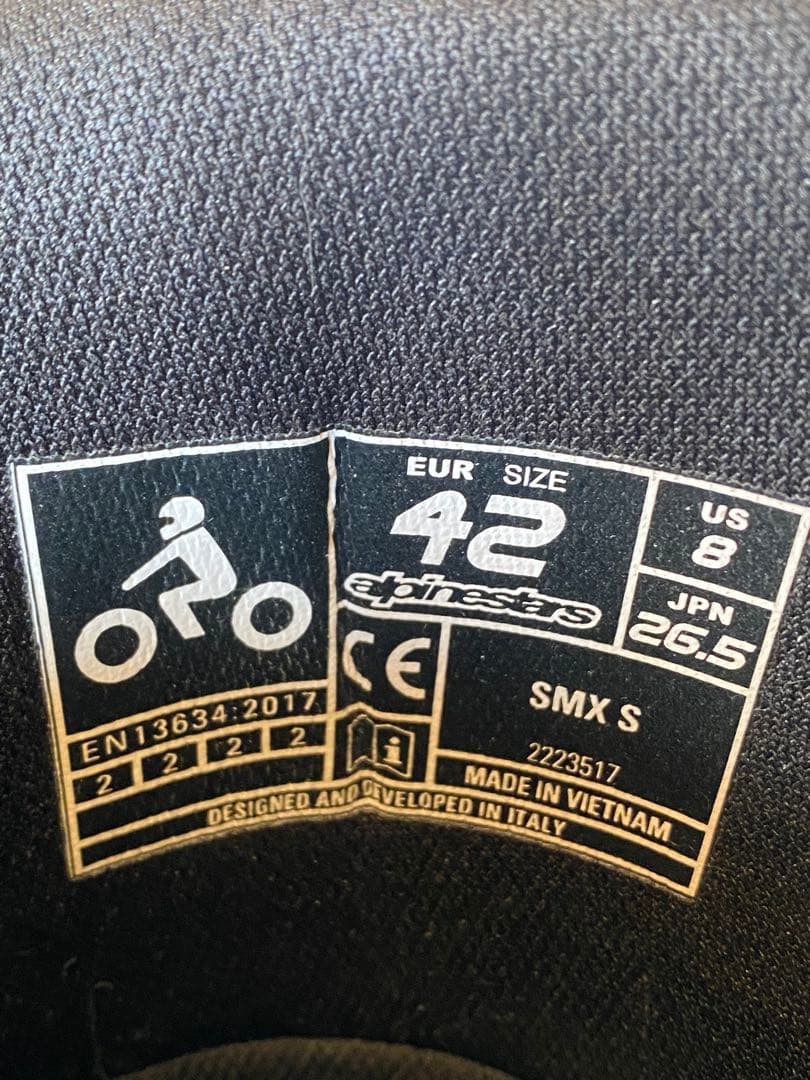 EUR SIZE
42
alpinestars
US
8
JPN
26.5
CE
SMX S
2223517
EN13634:2017
2 2 2 2
i
MADE IN VIETNAM
DESIGNED AND DEVELOPED IN ITALY